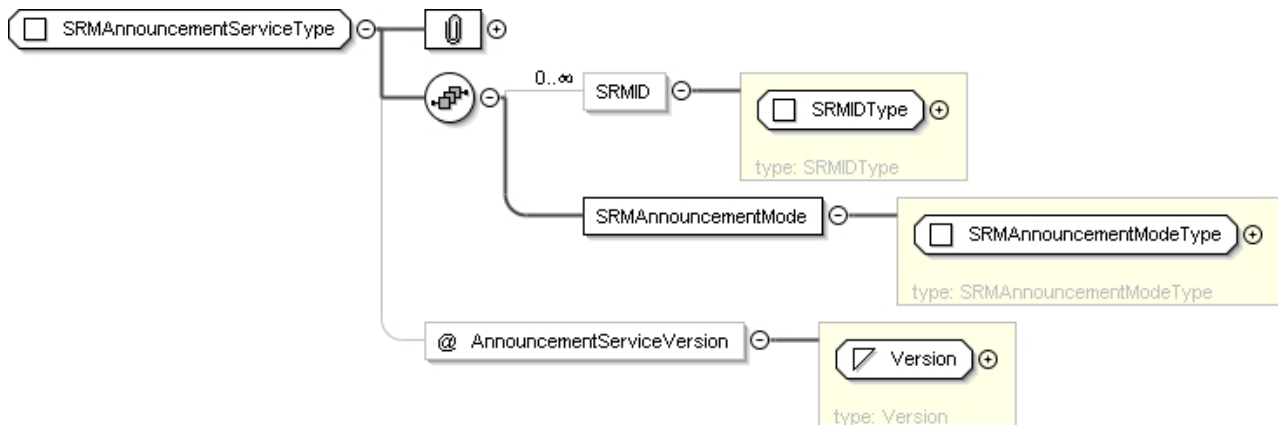 SRMAnnouncementServiceType
0..∞
SRMID
SRMIDType
type: SRMIDType
SRMAnnouncementMode
SRMAnnouncementModeType
type: SRMAnnouncementModeType
@ AnnouncementServiceVersion
Version
type: Version